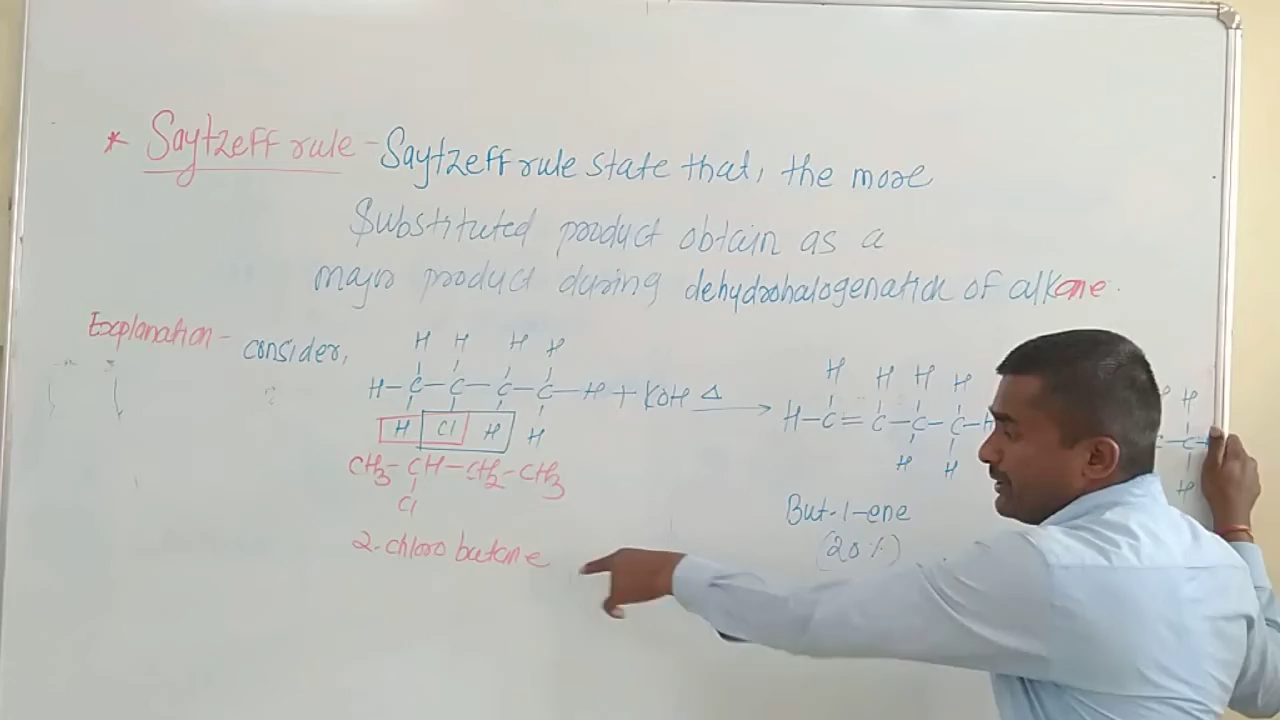 * Saytzeff rule - Saytzeff rule state that, the more
Substituted product obtain as a
major product during dehydrohalogenatick of alkane.
Explanation - consider,
H H H H
H-C-C-C-C-H + KOH Δ →
H Cl H H
CH3-CH-CH2-CH3
Cl
2-chloro butane
H H H H
H-C=C-C-C-H
H H
But-1-ene
(20%)
H
C
H